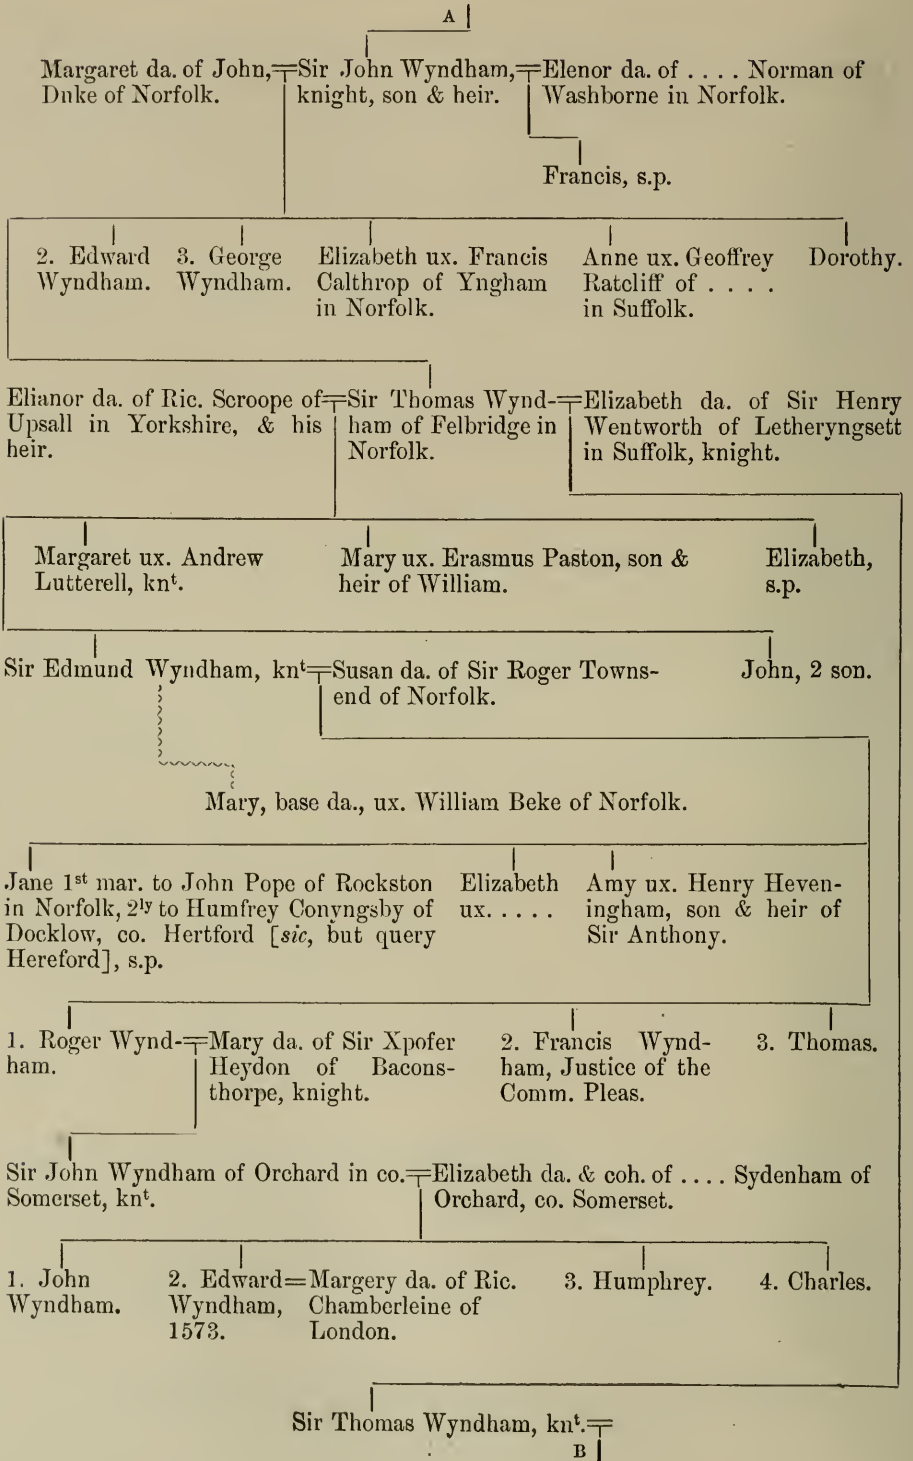 A
Margaret da. of John, Sir John Wyndham, Elenor da. of .... Norman of
Duke of Norfolk. knight, son & heir. Washborne in Norfolk.
Francis, s.p.
2. Edward 3. George Elizabeth ux. Francis Anne ux. Geoffrey Dorothy.
Wyndham. Wyndham. Calthrop of Yngham Ratcliff of ....
in Norfolk. in Suffolk.
Elianor da. of Ric. Scroope of Sir Thomas Wynd- Elizabeth da. of Sir Henry
Upsall in Yorkshire, & his ham of Felbridge in Wentworth of Letheryngsett
heir. Norfolk. in Suffolk, knight.
Margaret ux. Andrew Mary ux. Erasmus Paston, son & Elizabeth,
Lutterell, knt. heir of William. s.p.
Sir Edmund Wyndham, knt Susan da. of Sir Roger Towns- John, 2 son.
end of Norfolk.
Mary, base da., ux. William Beke of Norfolk.
Jane 1st mar. to John Pope of Rockston Elizabeth Amy ux. Henry Heven-
in Norfolk, 2ly to Humfrey Conyngsby of ux. .... ingham, son & heir of
Docklow, co. Hertford [sic, but query Sir Anthony.
Hereford], s.p.
1. Roger Wynd- Mary da. of Sir Xpofer 2. Francis Wynd- 3. Thomas.
ham. Heydon of Bacons- ham, Justice of the
thorpe, knight. Comm. Pleas.
Sir John Wyndham of Orchard in co. Elizabeth da. & coh. of .... Sydenham of
Somerset, knt. Orchard, co. Somerset.
1. John 2. Edward=Margery da. of Ric. 3. Humphrey. 4. Charles.
Wyndham. Wyndham, Chamberleine of
1573. London.
Sir Thomas Wyndham, knt.
B